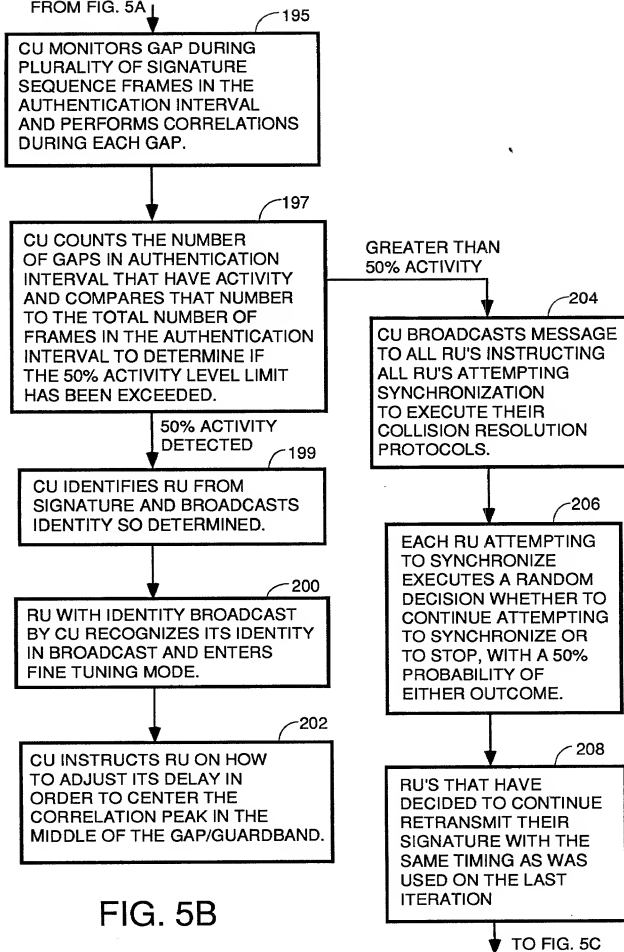 FROM FIG. 5A
195
CU MONITORS GAP DURING
PLURALITY OF SIGNATURE
SEQUENCE FRAMES IN THE
AUTHENTICATION INTERVAL
AND PERFORMS CORRELATIONS
DURING EACH GAP.
197
CU COUNTS THE NUMBER
OF GAPS IN AUTHENTICATION
INTERVAL THAT HAVE ACTIVITY
AND COMPARES THAT NUMBER
TO THE TOTAL NUMBER OF
FRAMES IN THE AUTHENTICATION
INTERVAL TO DETERMINE IF
THE 50% ACTIVITY LEVEL LIMIT
HAS BEEN EXCEEDED.
50% ACTIVITY
DETECTED
199
CU IDENTIFIES RU FROM
SIGNATURE AND BROADCASTS
IDENTITY SO DETERMINED.
200
RU WITH IDENTITY BROADCAST
BY CU RECOGNIZES ITS IDENTITY
IN BROADCAST AND ENTERS
FINE TUNING MODE.
202
CU INSTRUCTS RU ON HOW
TO ADJUST ITS DELAY IN
ORDER TO CENTER THE
CORRELATION PEAK IN THE
MIDDLE OF THE GAP/GUARDBAND.
GREATER THAN
50% ACTIVITY
204
CU BROADCASTS MESSAGE
TO ALL RU'S INSTRUCTING
ALL RU'S ATTEMPTING
SYNCHRONIZATION
TO EXECUTE THEIR
COLLISION RESOLUTION
PROTOCOLS.
206
EACH RU ATTEMPTING
TO SYNCHRONIZE
EXECUTES A RANDOM
DECISION WHETHER TO
CONTINUE ATTEMPTING
TO SYNCHRONIZE OR
TO STOP, WITH A 50%
PROBABILITY OF
EITHER OUTCOME.
208
RU'S THAT HAVE
DECIDED TO CONTINUE
RETRANSMIT THEIR
SIGNATURE WITH THE
SAME TIMING AS WAS
USED ON THE LAST
ITERATION
TO FIG. 5C
FIG. 5B